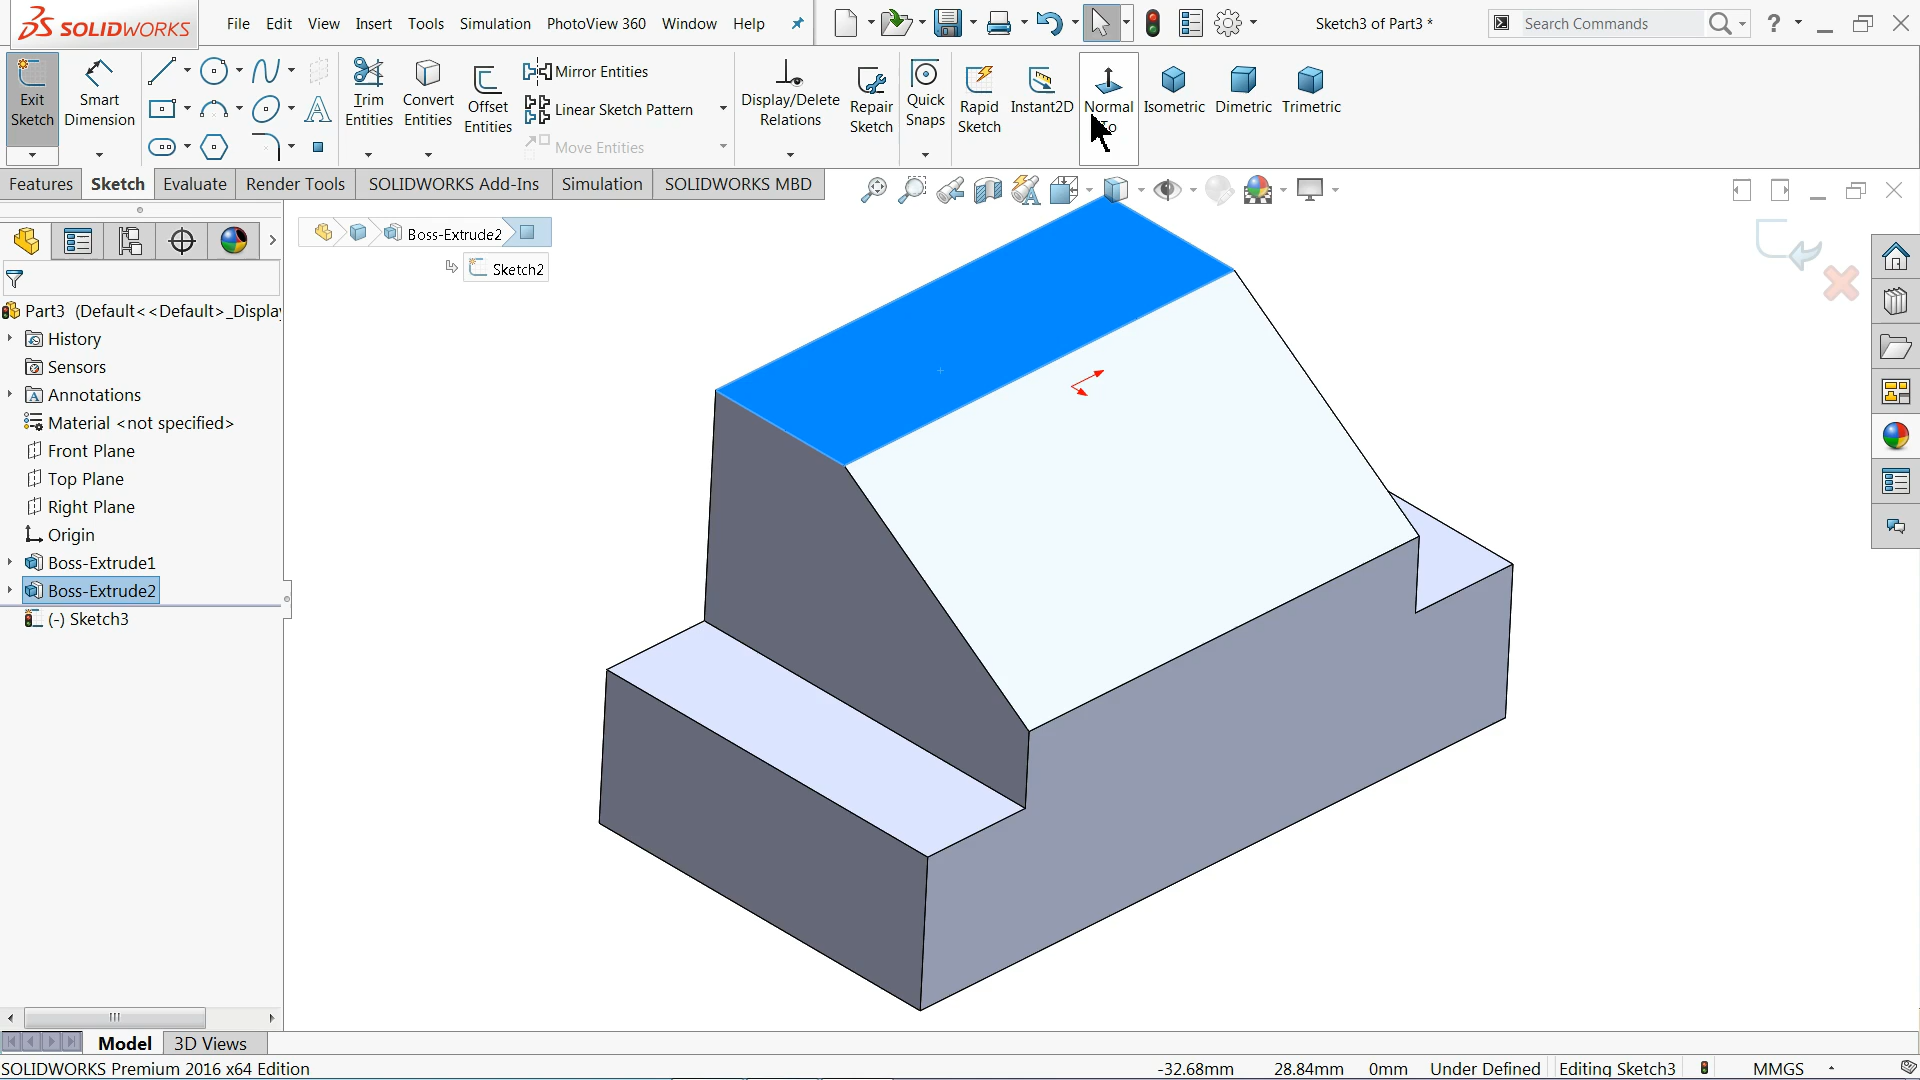 SOLIDWORKS
File Edit View Insert Tools Simulation PhotoView 360 Window Help
Sketch3 of Part3 *
Search Commands
Exit Sketch
Smart Dimension
Trim Entities
Convert Entities
Offset Entities
Mirror Entities
Linear Sketch Pattern
Move Entities
Display/Delete Relations
Repair Sketch
Quick Snaps
Rapid Sketch
Instant2D
Normal To
Isometric
Dimetric
Trimetric
Features Sketch Evaluate Render Tools SOLIDWORKS Add-Ins Simulation SOLIDWORKS MBD
Boss-Extrude2
Sketch2
Part3 (Default<<Default>_Displa
History
Sensors
Annotations
Material <not specified>
Front Plane
Top Plane
Right Plane
Origin
Boss-Extrude1
Boss-Extrude2
(-) Sketch3
Model 3D Views
SOLIDWORKS Premium 2016 x64 Edition
-32.68mm 28.84mm 0mm Under Defined Editing Sketch3 MMGS